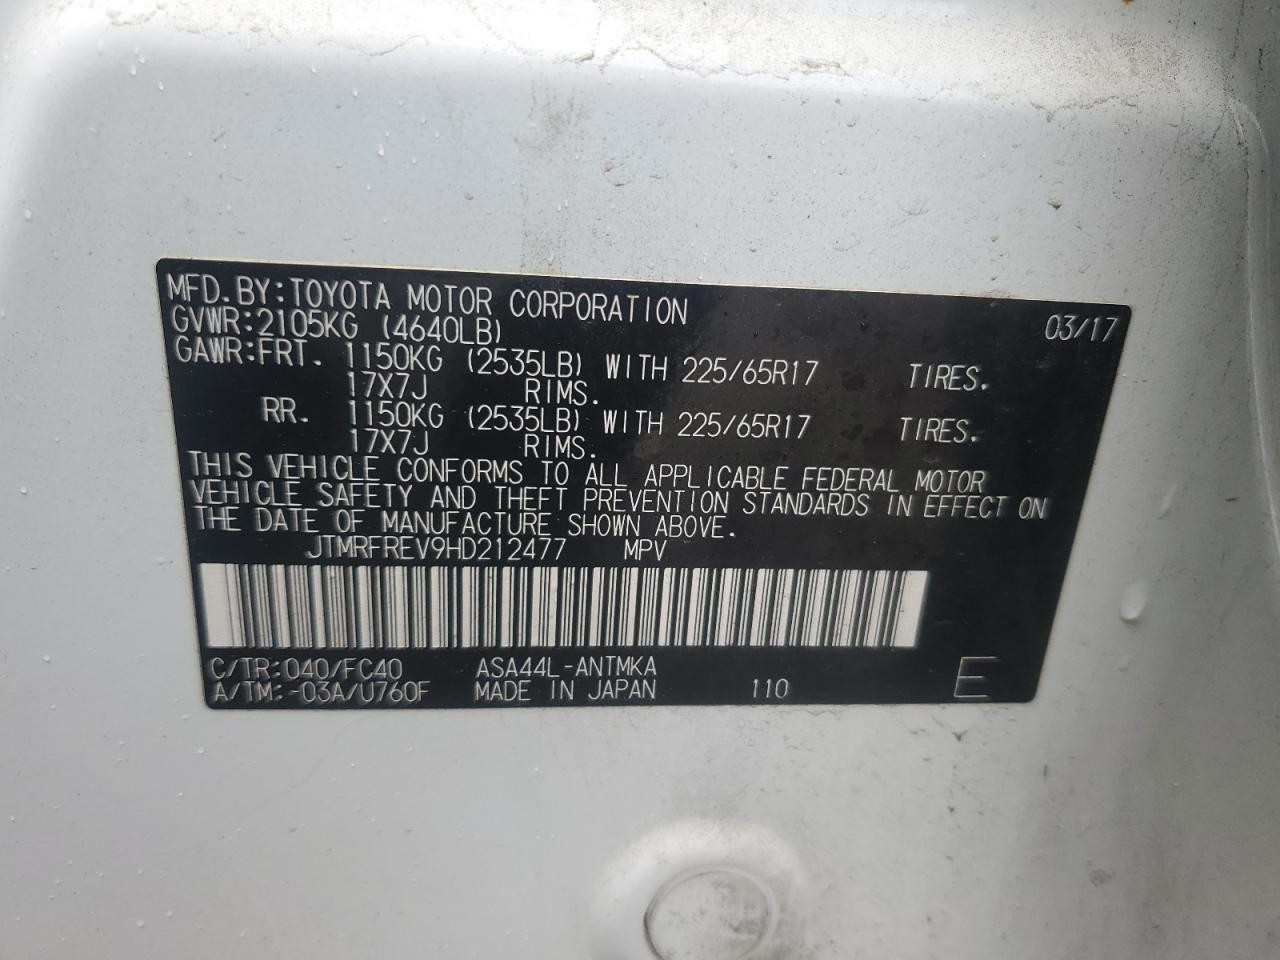 MFD.BY:TOYOTA MOTOR CORPORATION 03/17
GVWR:2105KG (4640LB)
GAWR:FRT. 1150KG (2535LB) WITH 225/65R17 TIRES.
17X7J RIMS.
RR. 1150KG (2535LB) WITH 225/65R17 TIRES.
17X7J RIMS.
THIS VEHICLE CONFORMS TO ALL APPLICABLE FEDERAL MOTOR
VEHICLE SAFETY AND THEFT PREVENTION STANDARDS IN EFFECT ON
THE DATE OF MANUFACTURE SHOWN ABOVE.
JTMRFREV9HD212477 MPV
C/TR:040/FC40 ASA44L-ANTMKA
A/TM:-03A/U760F MADE IN JAPAN 110 E